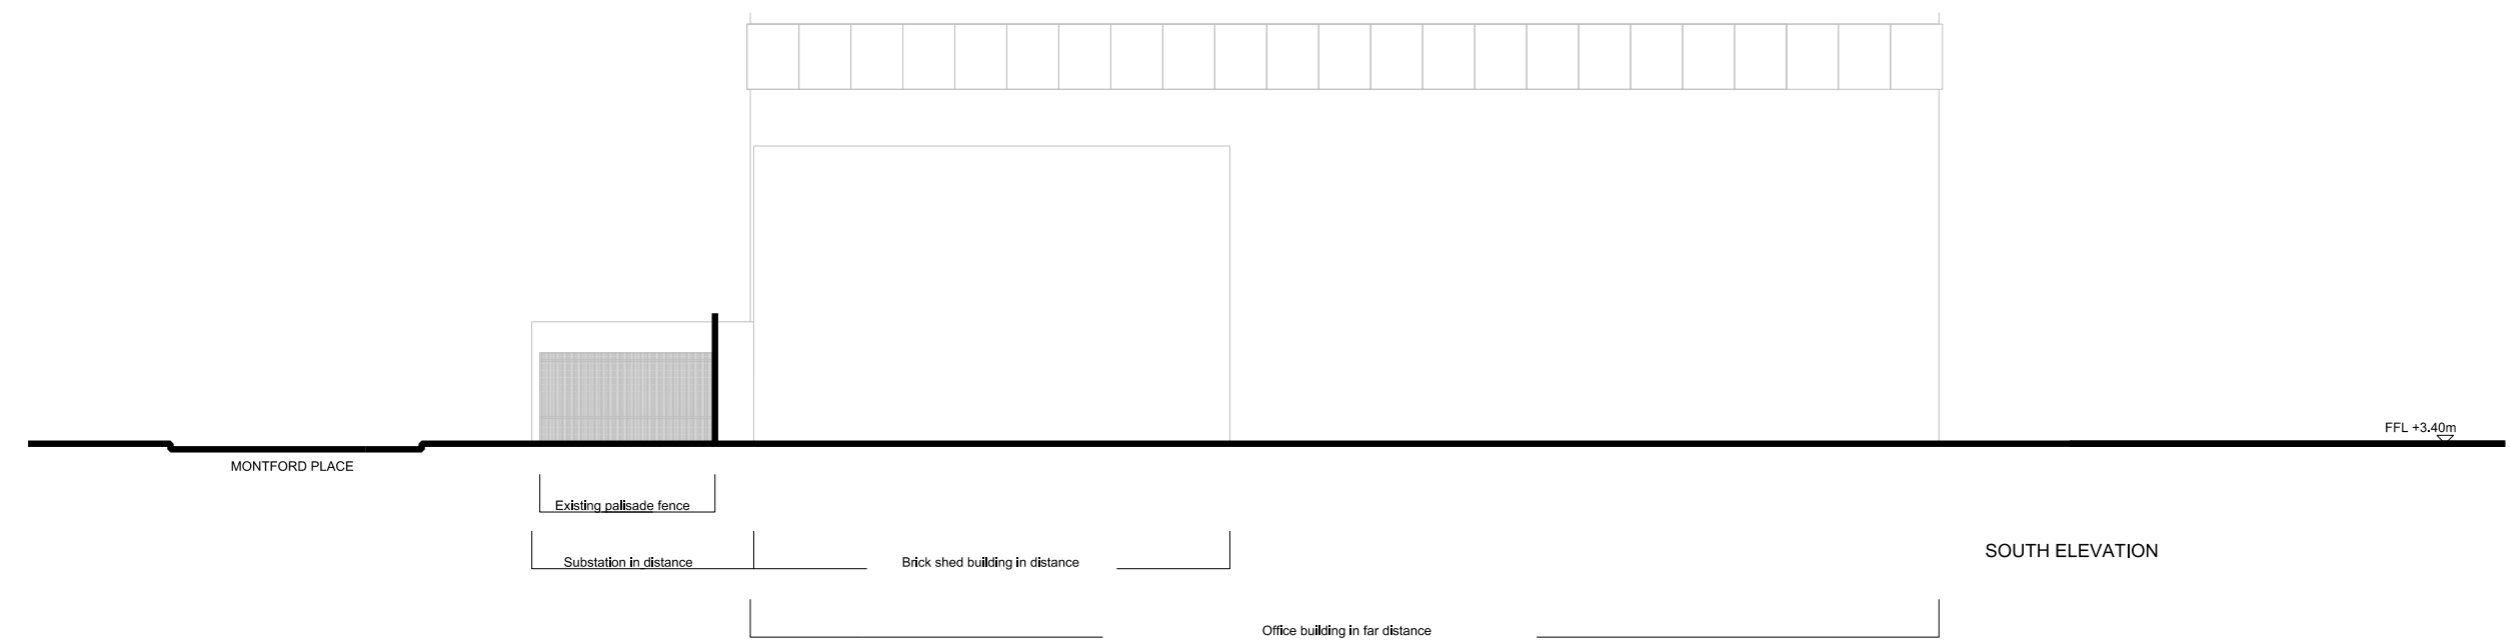 FFL +3.40m
MONTFORD PLACE
Existing palisade fence
SOUTH ELEVATION
Substation in distance
Brick shed building in distance
Office building in far distance